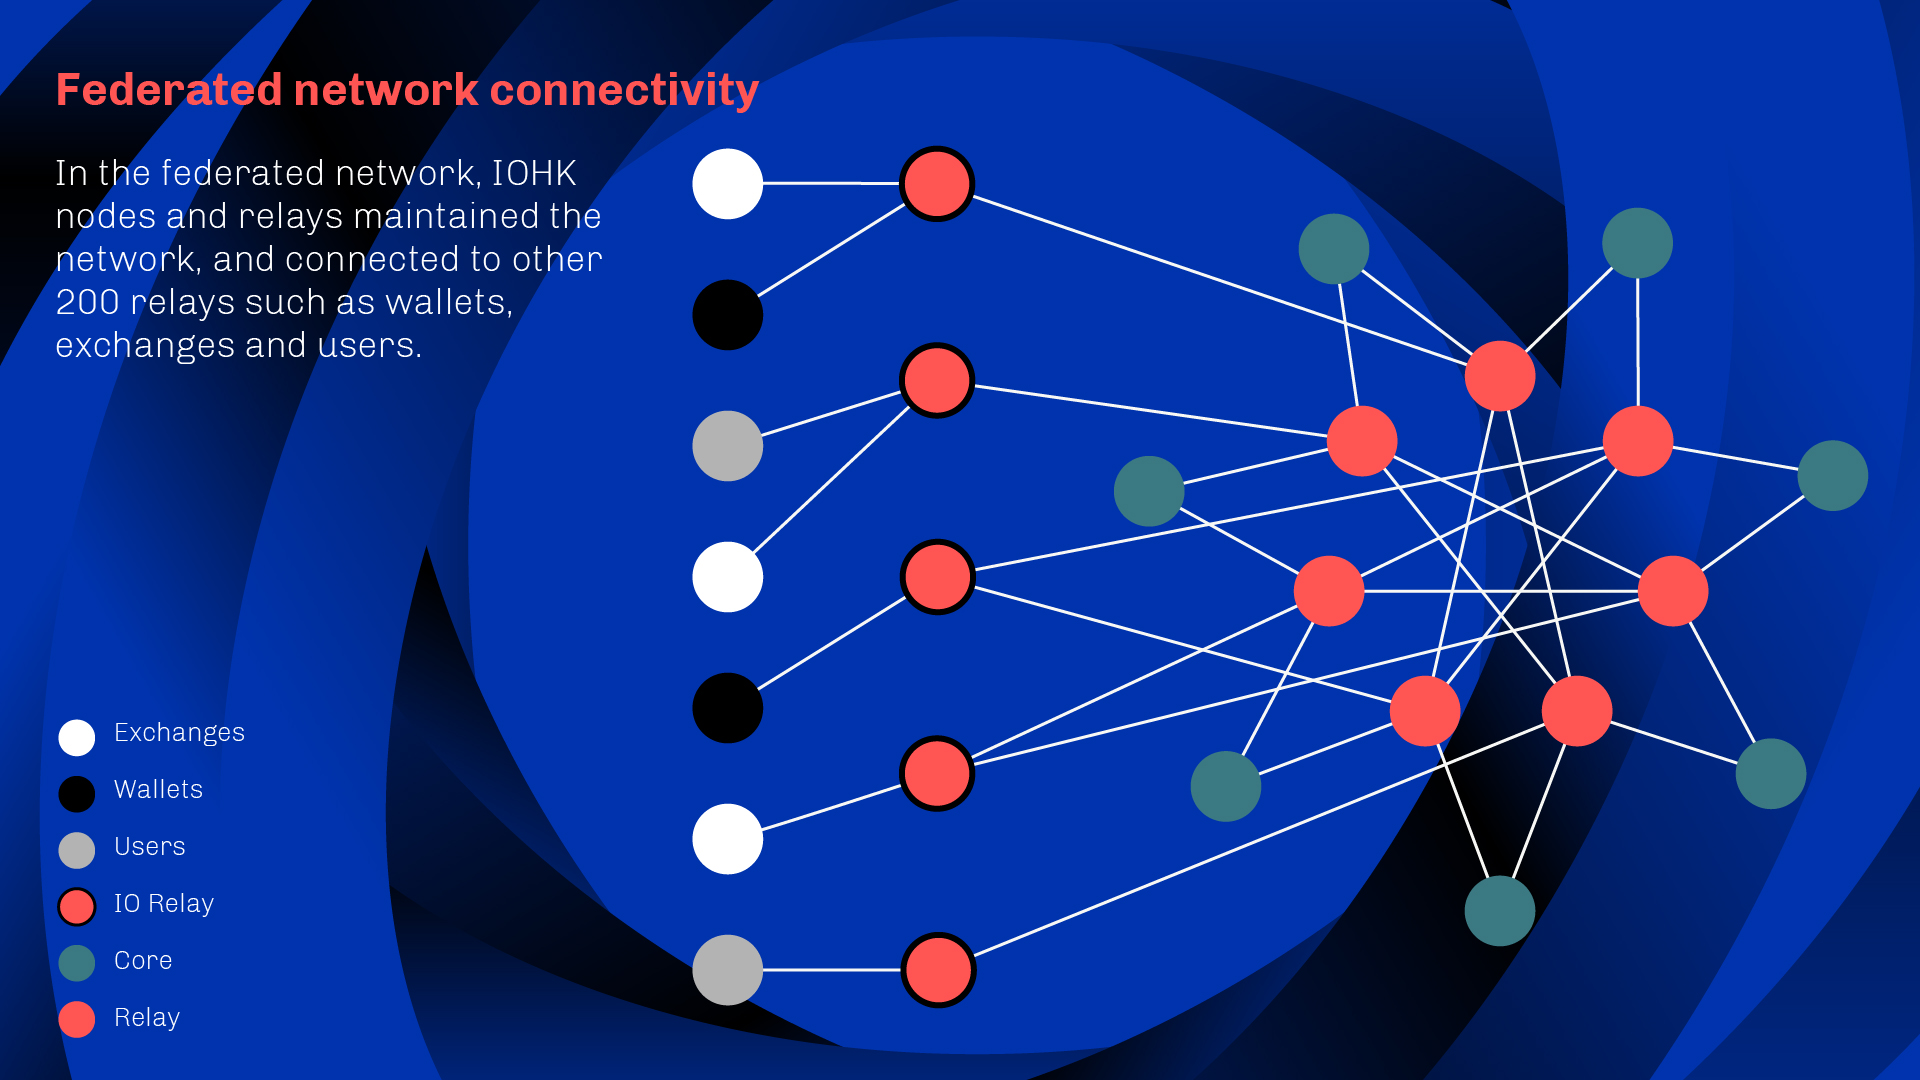 Federated network connectivity
In the federated network, IOHK
nodes and relays maintained the
network, and connected to other
200 relays such as wallets,
exchanges and users.
Exchanges
Wallets
Users
IO Relay
Core
Relay